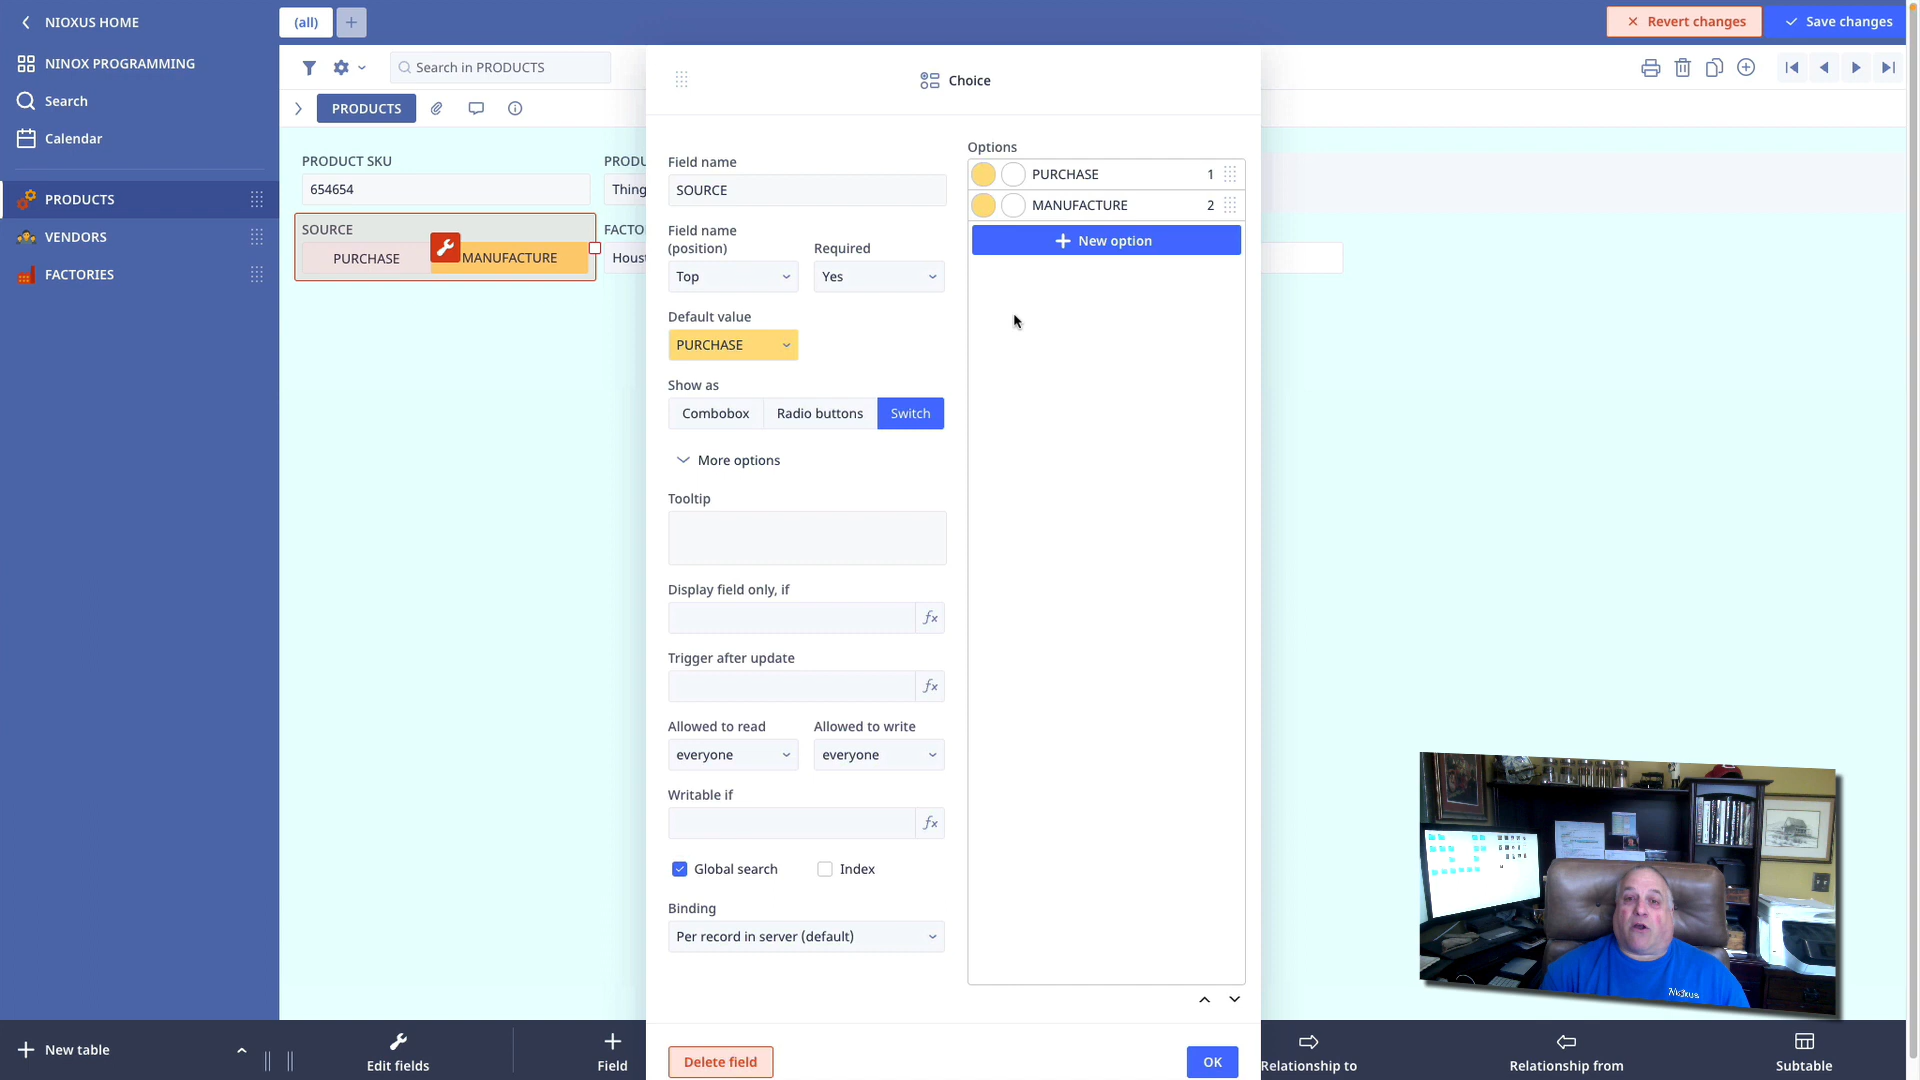 NIOXUS HOME
(all)
+
Revert changes
Save changes
NINOX PROGRAMMING
Search in PRODUCTS
Choice
Search
PRODUCTS
Calendar
PRODUCT SKU
PRODU
654654
Thing
SOURCE
FACTO
PURCHASE
MANUFACTURE
Houst
PRODUCTS
VENDORS
FACTORIES
Field name
SOURCE
Field name
(position)
Required
Top
Yes
Default value
PURCHASE
Show as
Combobox
Radio buttons
Switch
More options
Tooltip
Display field only, if
fx
Trigger after update
fx
Allowed to read
Allowed to write
everyone
everyone
Writable if
fx
Global search
Index
Binding
Per record in server (default)
Options
PURCHASE 1
MANUFACTURE 2
New option
Delete field
OK
Nioxus
New table
Edit fields
Field
Relationship to
Relationship from
Subtable